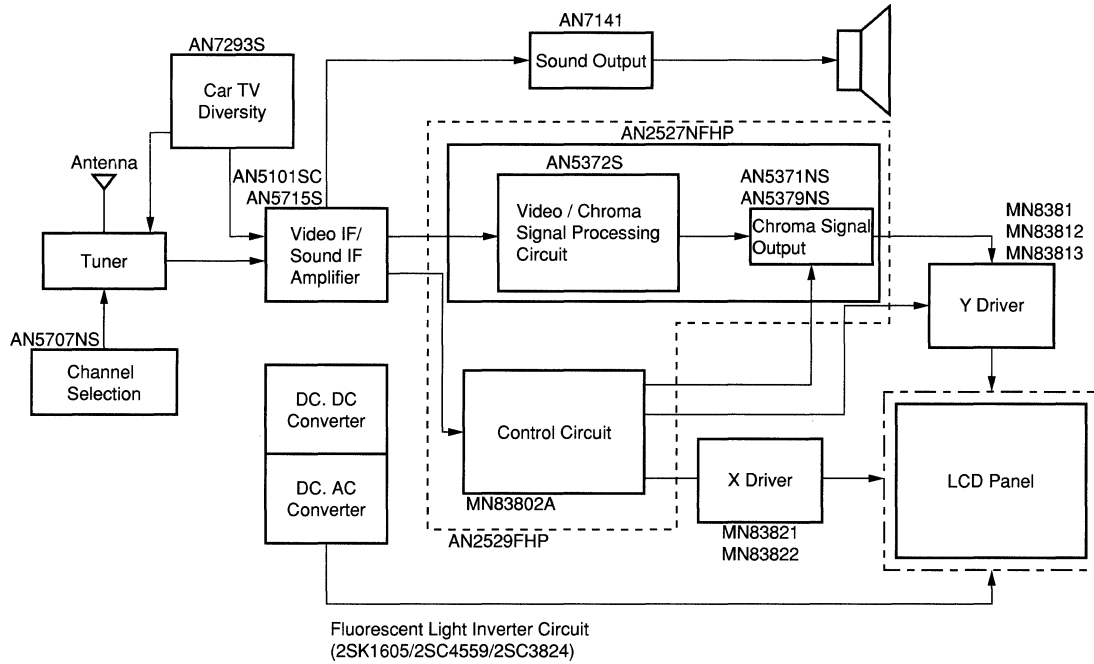 AN7141
Sound Output
AN7293S
Car TV
Diversity
AN2527NFHP
Antenna
AN5101SC
AN5715S
AN5372S
AN5371NS
AN5379NS
Video IF/
Sound IF
Amplifier
Video / Chroma
Signal Processing
Circuit
Chroma Signal
Output
MN8381
MN83812
MN83813
Tuner
Y Driver
AN5707NS
Channel
Selection
DC. DC
Converter
Control Circuit
MN83802A
DC. AC
Converter
X Driver
MN83821
MN83822
LCD Panel
AN2529FHP
Fluorescent Light Inverter Circuit
(2SK1605/2SC4559/2SC3824)